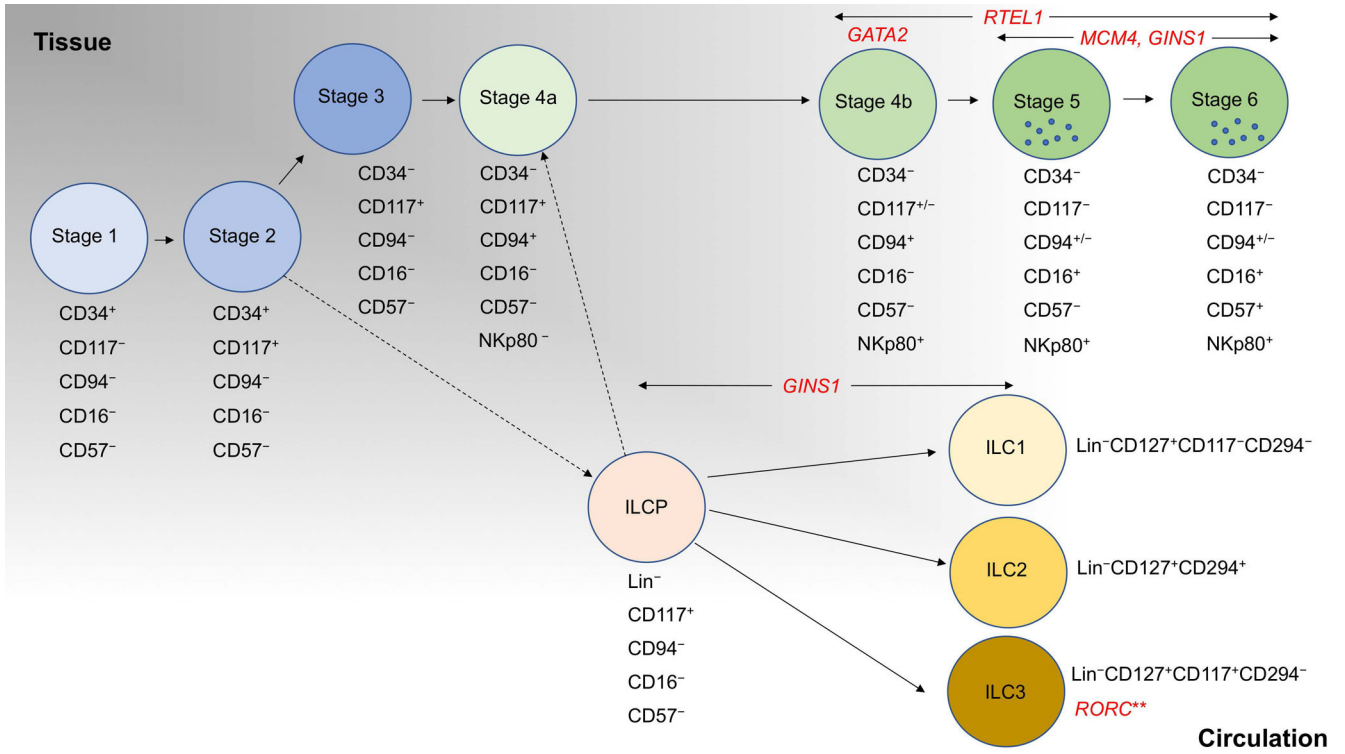 Tissue
RTEL1
GATA2
MCM4, GINS1
Stage 3
Stage 4a
Stage 4b
Stage 5
Stage 6
CD34⁻
CD117⁺
CD94⁻
CD16⁻
CD57⁻
CD34⁻
CD117⁺
CD94⁺
CD16⁻
CD57⁻
NKp80⁻
CD34⁻
CD117⁺/⁻
CD94⁺
CD16⁻
CD57⁻
NKp80⁺
CD34⁻
CD117⁻
CD94⁺/⁻
CD16⁺
CD57⁻
NKp80⁺
CD34⁻
CD117⁻
CD94⁺/⁻
CD16⁺
CD57⁺
NKp80⁺
Stage 1
Stage 2
CD34⁺
CD117⁻
CD94⁻
CD16⁻
CD57⁻
CD34⁺
CD117⁺
CD94⁻
CD16⁻
CD57⁻
GINS1
ILCP
Lin⁻
CD117⁺
CD94⁻
CD16⁻
CD57⁻
ILC1
Lin⁻CD127⁺CD117⁻CD294⁻
ILC2
Lin⁻CD127⁺CD294⁺
ILC3
Lin⁻CD127⁺CD117⁺CD294⁻
RORC**
Circulation